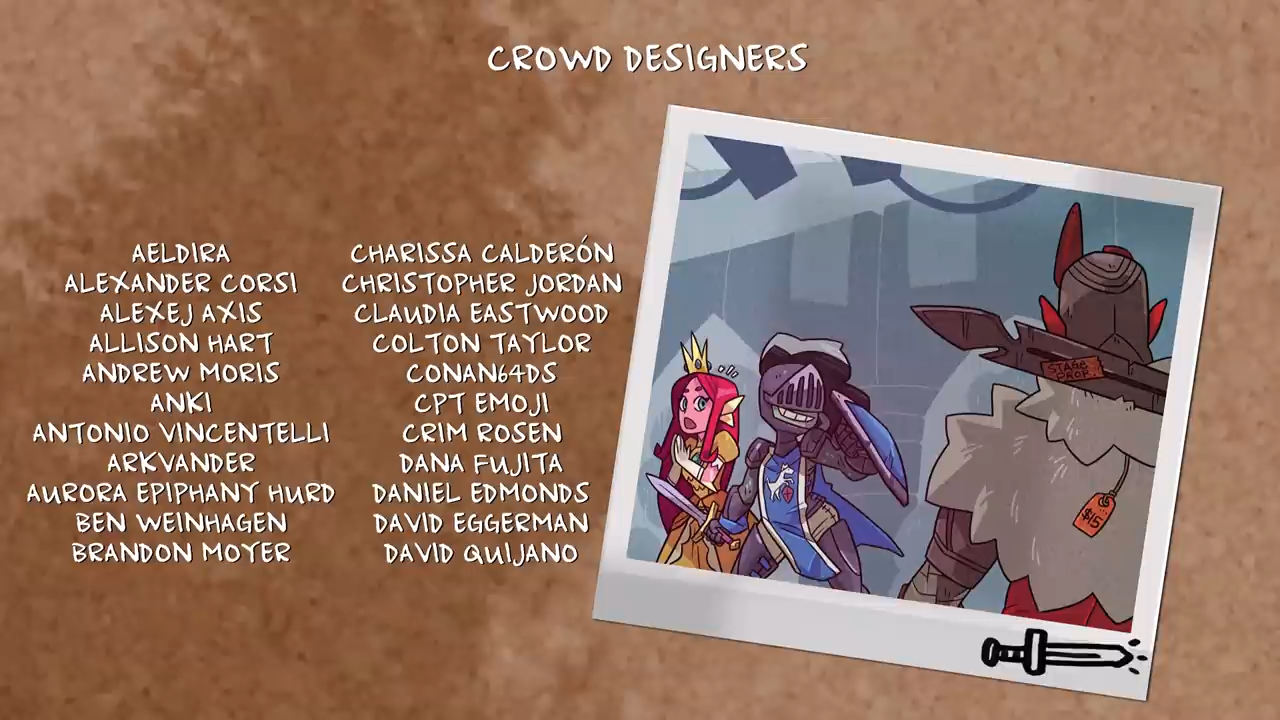 CROWD DESIGNERS
AELDIRA
ALEXANDER CORSI
ALEXEJ AXIS
ALLISON HART
ANDREW MORIS
ANKI
ANTONIO VINCENTELLI
ARKVANDER
AURORA EPIPHANY HURD
BEN WEINHAGEN
BRANDON MOYER
CHARISSA CALDERÓN
CHRISTOPHER JORDAN
CLAUDIA EASTWOOD
COLTON TAYLOR
CONAN64DS
CPT EMOJI
CRIM ROSEN
DANA FUJITA
DANIEL EDMONDS
DAVID EGGERMAN
DAVID QUIJANO
STAGE
PROP
$15